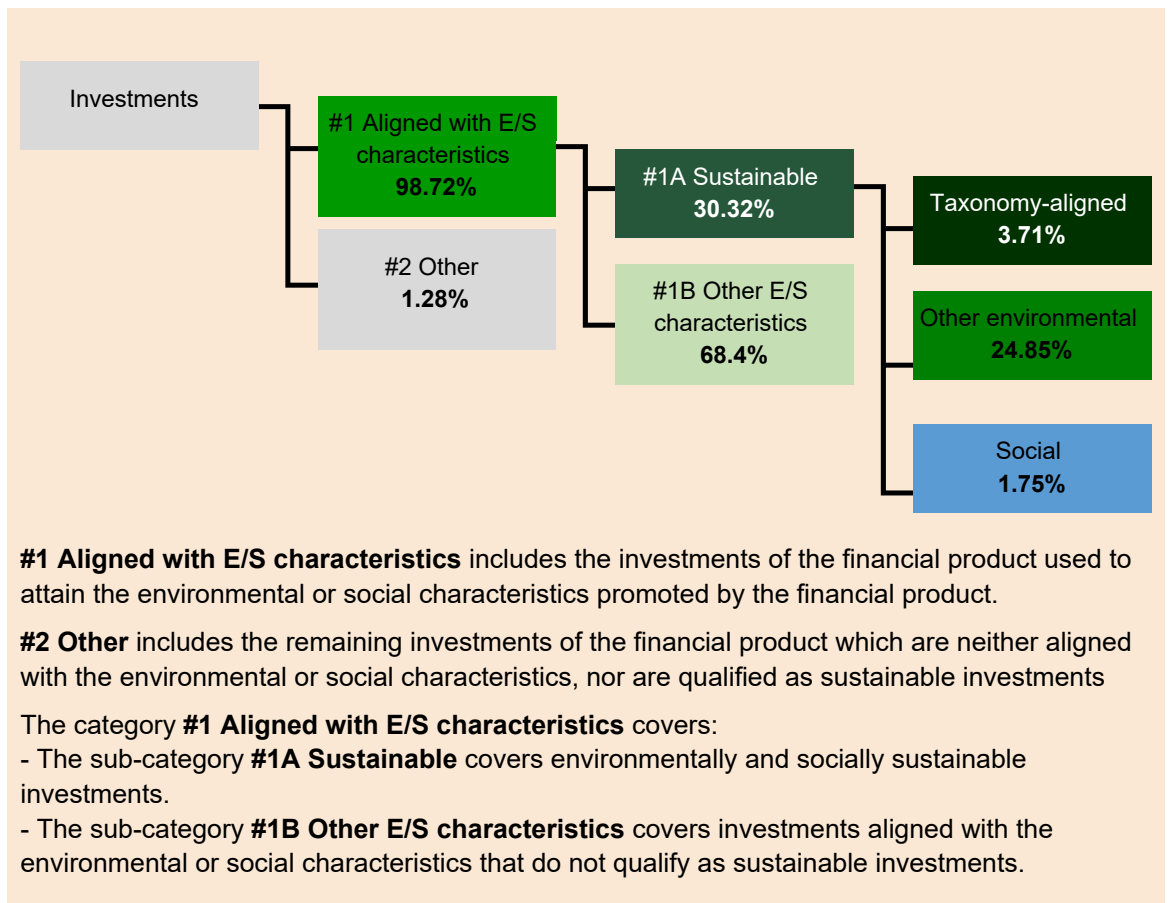 Investments
#1 Aligned with E/S
characteristics
98.72%
#2 Other
1.28%
#1A Sustainable
30.32%
#1B Other E/S
characteristics
68.4%
Taxonomy-aligned
3.71%
Other environmental
24.85%
Social
1.75%
#1 Aligned with E/S characteristics includes the investments of the financial product used to
attain the environmental or social characteristics promoted by the financial product.
#2 Other includes the remaining investments of the financial product which are neither aligned
with the environmental or social characteristics, nor are qualified as sustainable investments
The category #1 Aligned with E/S characteristics covers:
- The sub-category #1A Sustainable covers environmentally and socially sustainable
investments.
- The sub-category #1B Other E/S characteristics covers investments aligned with the
environmental or social characteristics that do not qualify as sustainable investments.